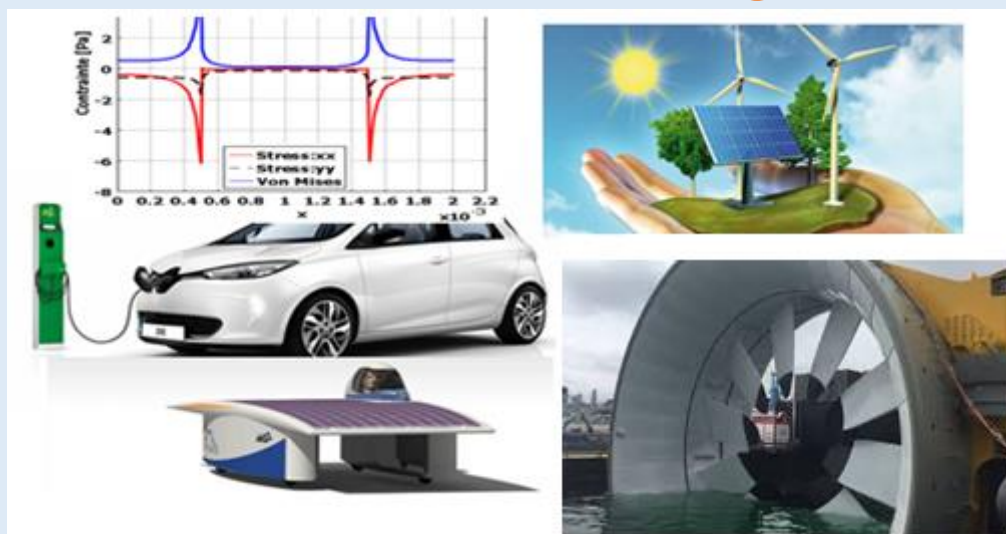 Contrainte [Pa]
2
0
-2
-4
-6
-8
Stress:xx
Stress:yy
Von Mises
0 0.2 0.4 0.6 0.8 1 1.2 1.4 1.6 1.8 2 2.2
x
x10⁻³